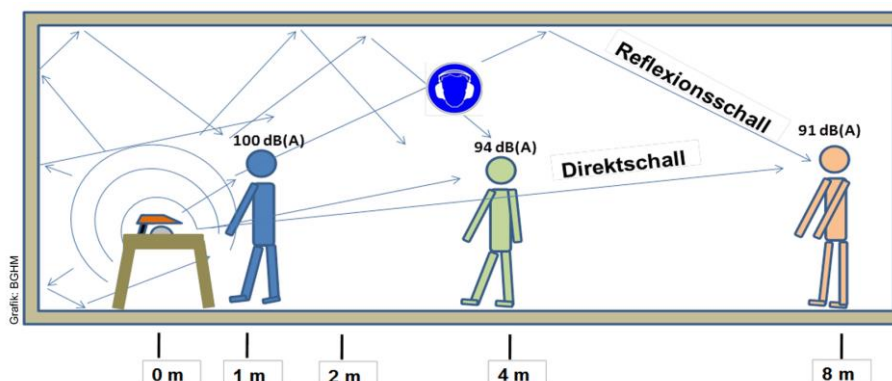 100 dB(A)
94 dB(A)
91 dB(A)
Reflexionsschall
Direktschall
Grafik: BGHM
0 m
1 m
2 m
4 m
8 m